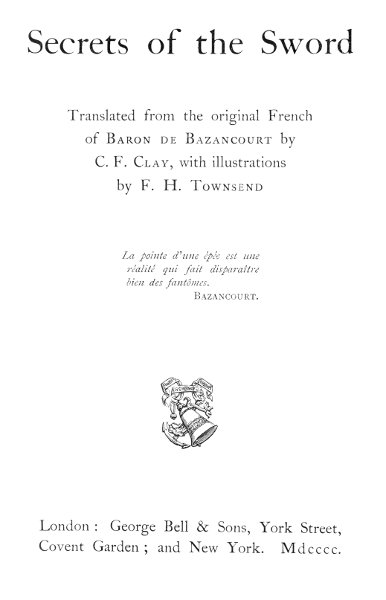 Secrets of the Sword
Translated from the original French
of Baron de Bazancourt by
C. F. Clay, with illustrations
by F. H. Townsend
La pointe d'une épée est une
réalité qui fait disparaître
bien des fantômes.
Bazancourt.
London : George Bell & Sons, York Street,
Covent Garden ; and New York. Mdcccc.